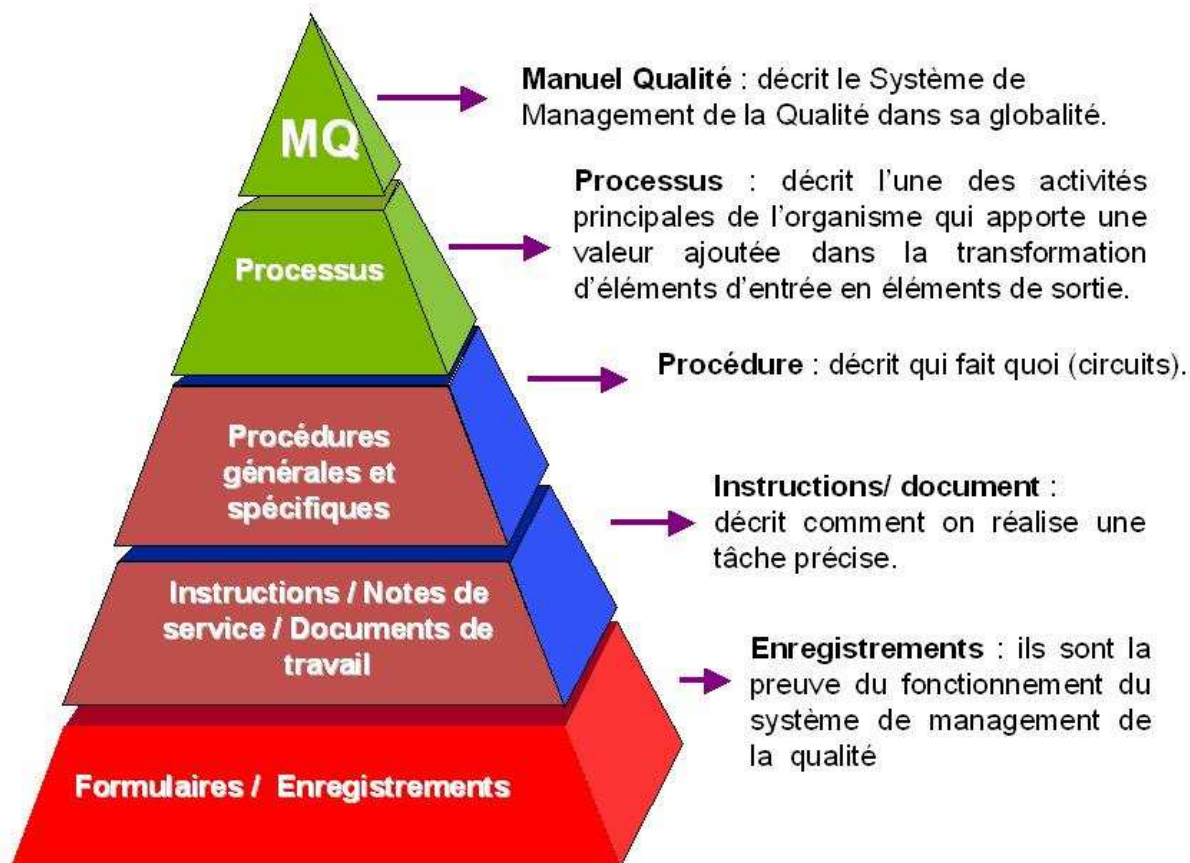 MQ
Manuel Qualité : décrit le Système de
Management de la Qualité dans sa globalité.
Processus
Processus : décrit l'une des activités
principales de l'organisme qui apporte une
valeur ajoutée dans la transformation
d'éléments d'entrée en éléments de sortie.
Procédures
générales et
spécifiques
Procédure : décrit qui fait quoi (circuits).
Instructions / Notes de
service / Documents de
travail
Instructions/ document :
décrit comment on réalise une
tâche précise.
Formulaires / Enregistrements
Enregistrements : ils sont la
preuve du fonctionnement du
système de management de
la qualité